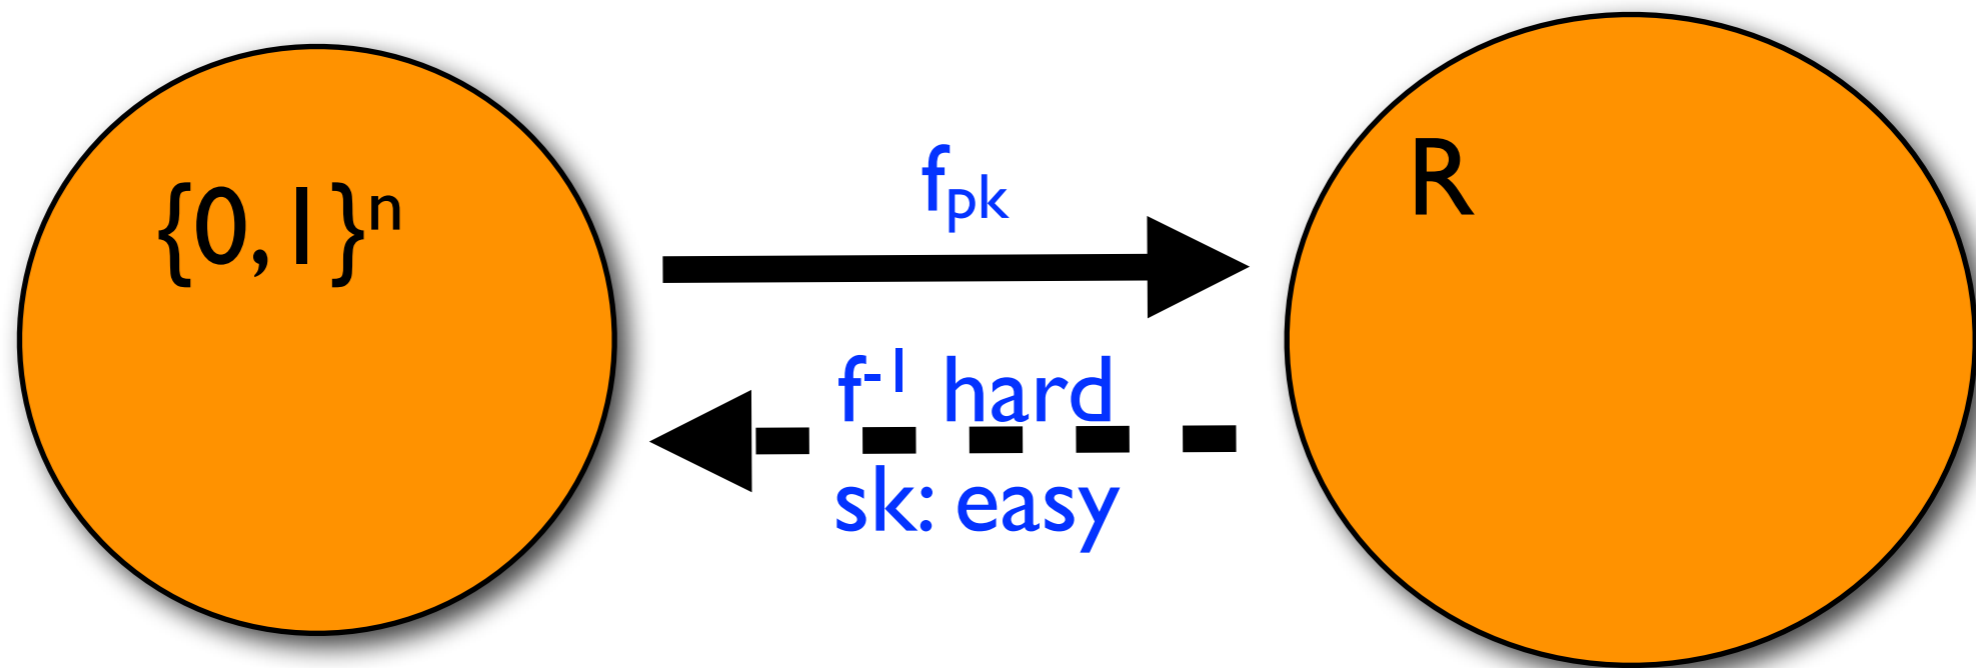 {0,1}ⁿ
f_pk
R
f⁻¹ hard
sk: easy